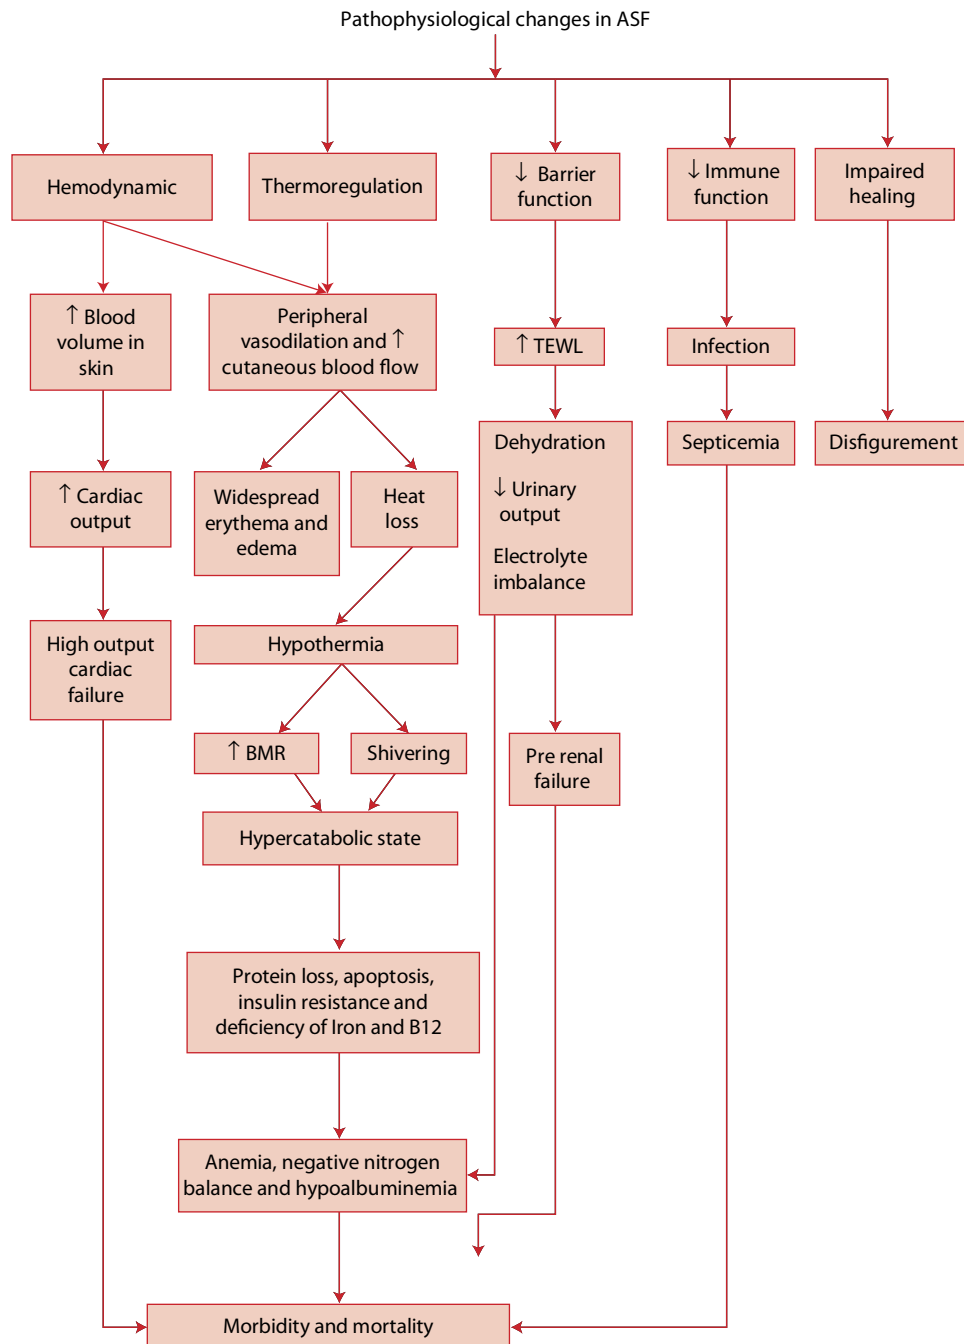 Pathophysiological changes in ASF
Hemodynamic
Thermoregulation
↓ Barrier
function
↓ Immune
function
Impaired
healing
↑ Blood
volume in
skin
Peripheral
vasodilation and ↑
cutaneous blood flow
↑ TEWL
Infection
Dehydration
↓ Urinary
output
Electrolyte
imbalance
Septicemia
Disfigurement
↑ Cardiac
output
Widespread
erythema and
edema
Heat
loss
High output
cardiac
failure
Hypothermia
↑ BMR
Shivering
Pre renal
failure
Hypercatabolic state
Protein loss, apoptosis,
insulin resistance and
deficiency of Iron and B12
Anemia, negative nitrogen
balance and hypoalbuminemia
Morbidity and mortality